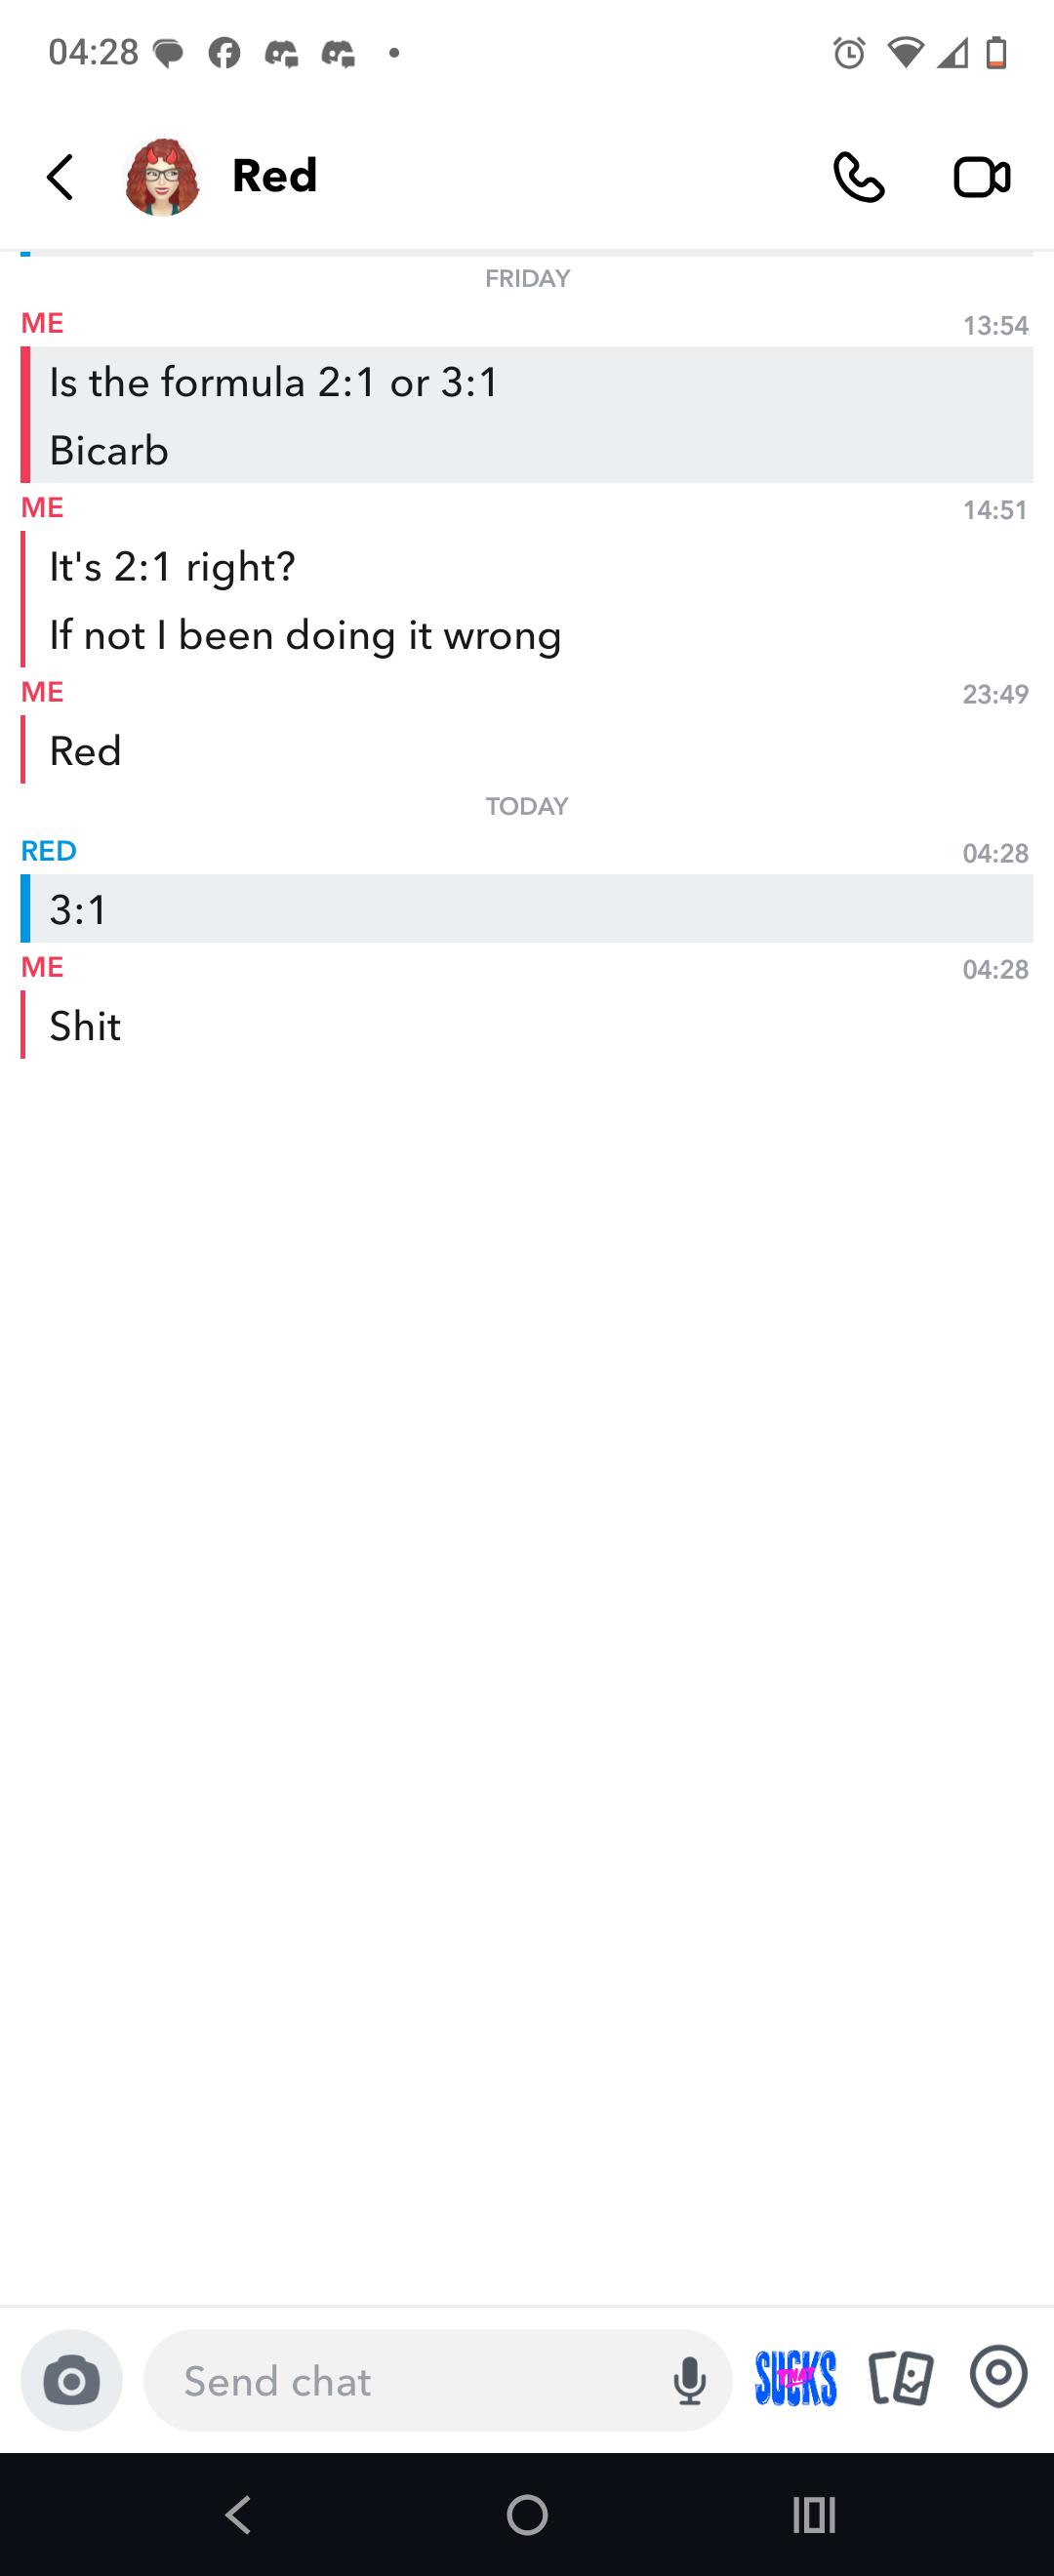 04:28
Red
FRIDAY
ME 13:54
Is the formula 2:1 or 3:1
Bicarb
ME 14:51
It's 2:1 right?
If not I been doing it wrong
ME 23:49
Red
TODAY
RED 04:28
3:1
ME 04:28
Shit
Send chat
THAT
SUCKS